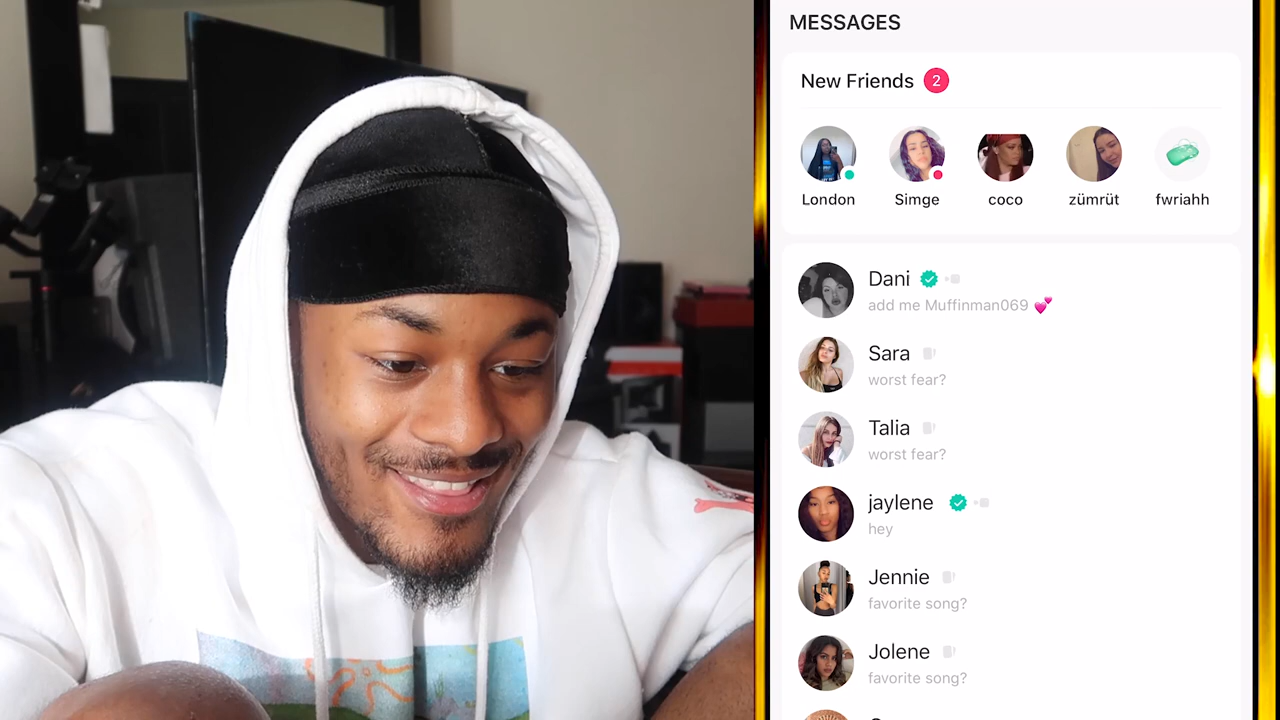 MESSAGES
New Friends 2
London Simge coco zümrüt fwriahh
Dani
add me Muffinman069 💕
Sara
worst fear?
Talia
worst fear?
jaylene
hey
Jennie
favorite song?
Jolene
favorite song?